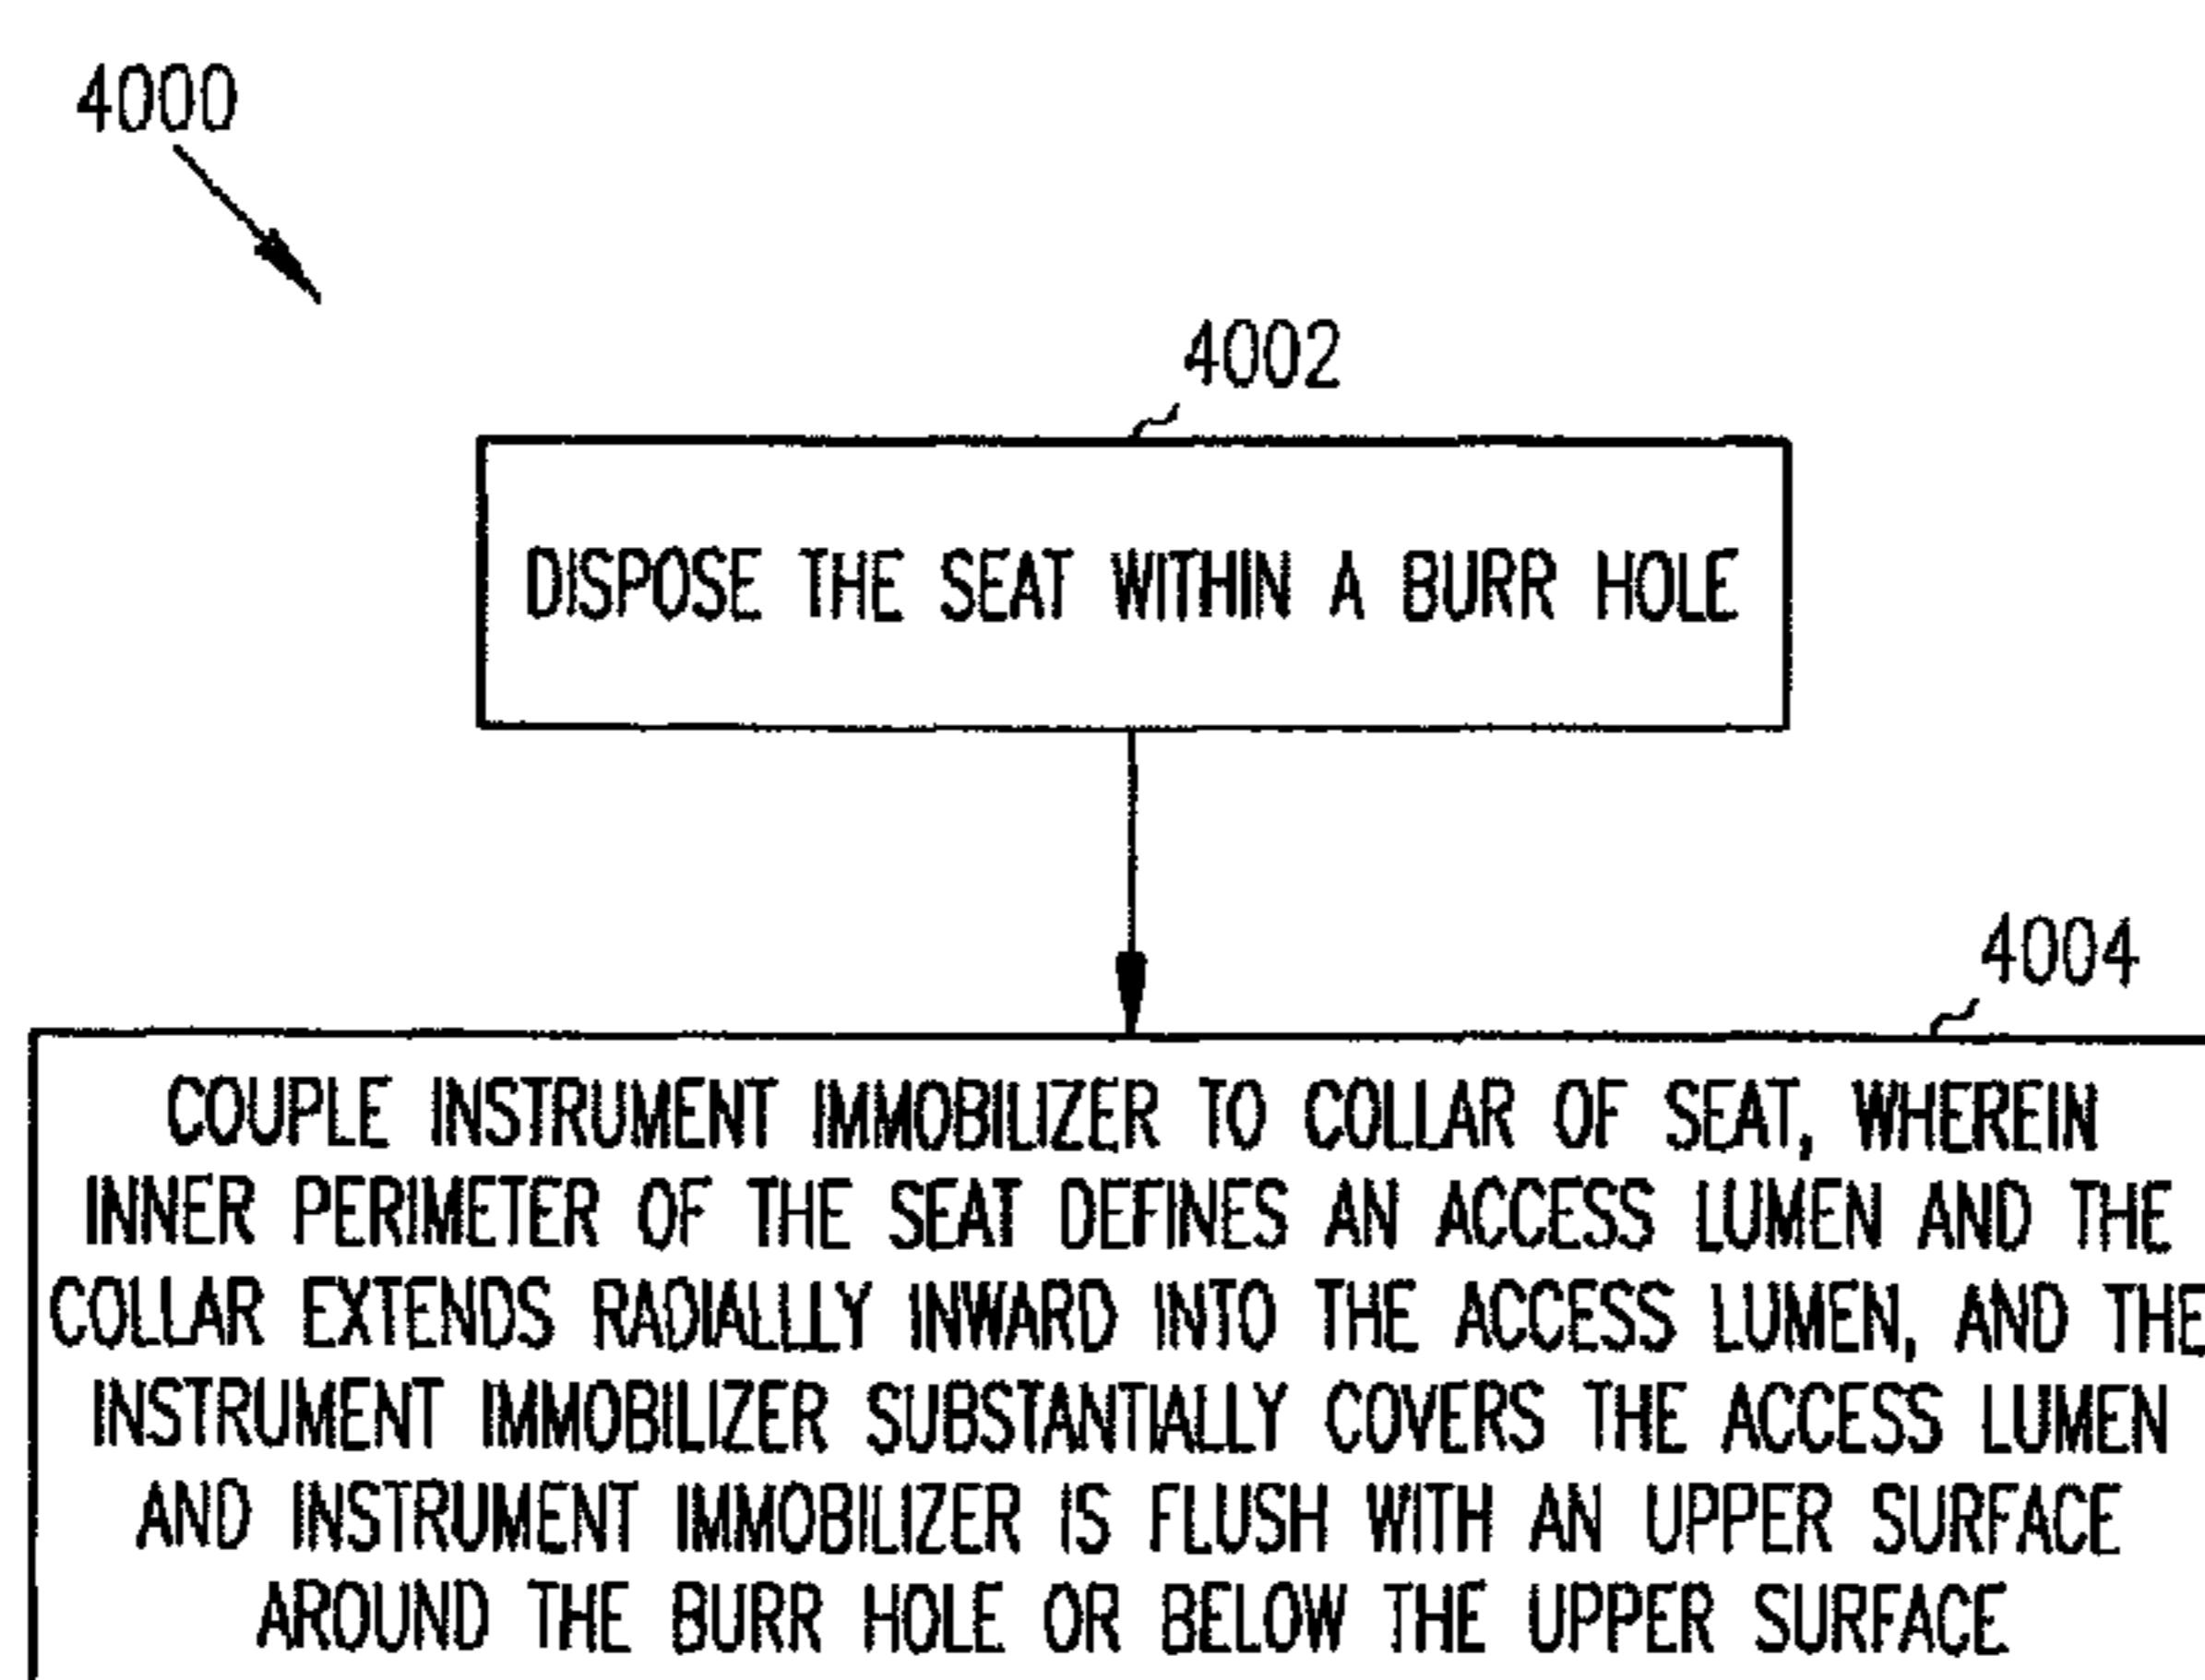 4000
4002
DISPOSE THE SEAT WITHIN A BURR HOLE
4004
COUPLE INSTRUMENT IMMOBILIZER TO COLLAR OF SEAT, WHEREIN
INNER PERIMETER OF THE SEAT DEFINES AN ACCESS LUMEN AND THE
COLLAR EXTENDS RADIALLY INWARD INTO THE ACCESS LUMEN, AND THE
INSTRUMENT IMMOBILIZER SUBSTANTIALLY COVERS THE ACCESS LUMEN
AND INSTRUMENT IMMOBILIZER IS FLUSH WITH AN UPPER SURFACE
AROUND THE BURR HOLE OR BELOW THE UPPER SURFACE